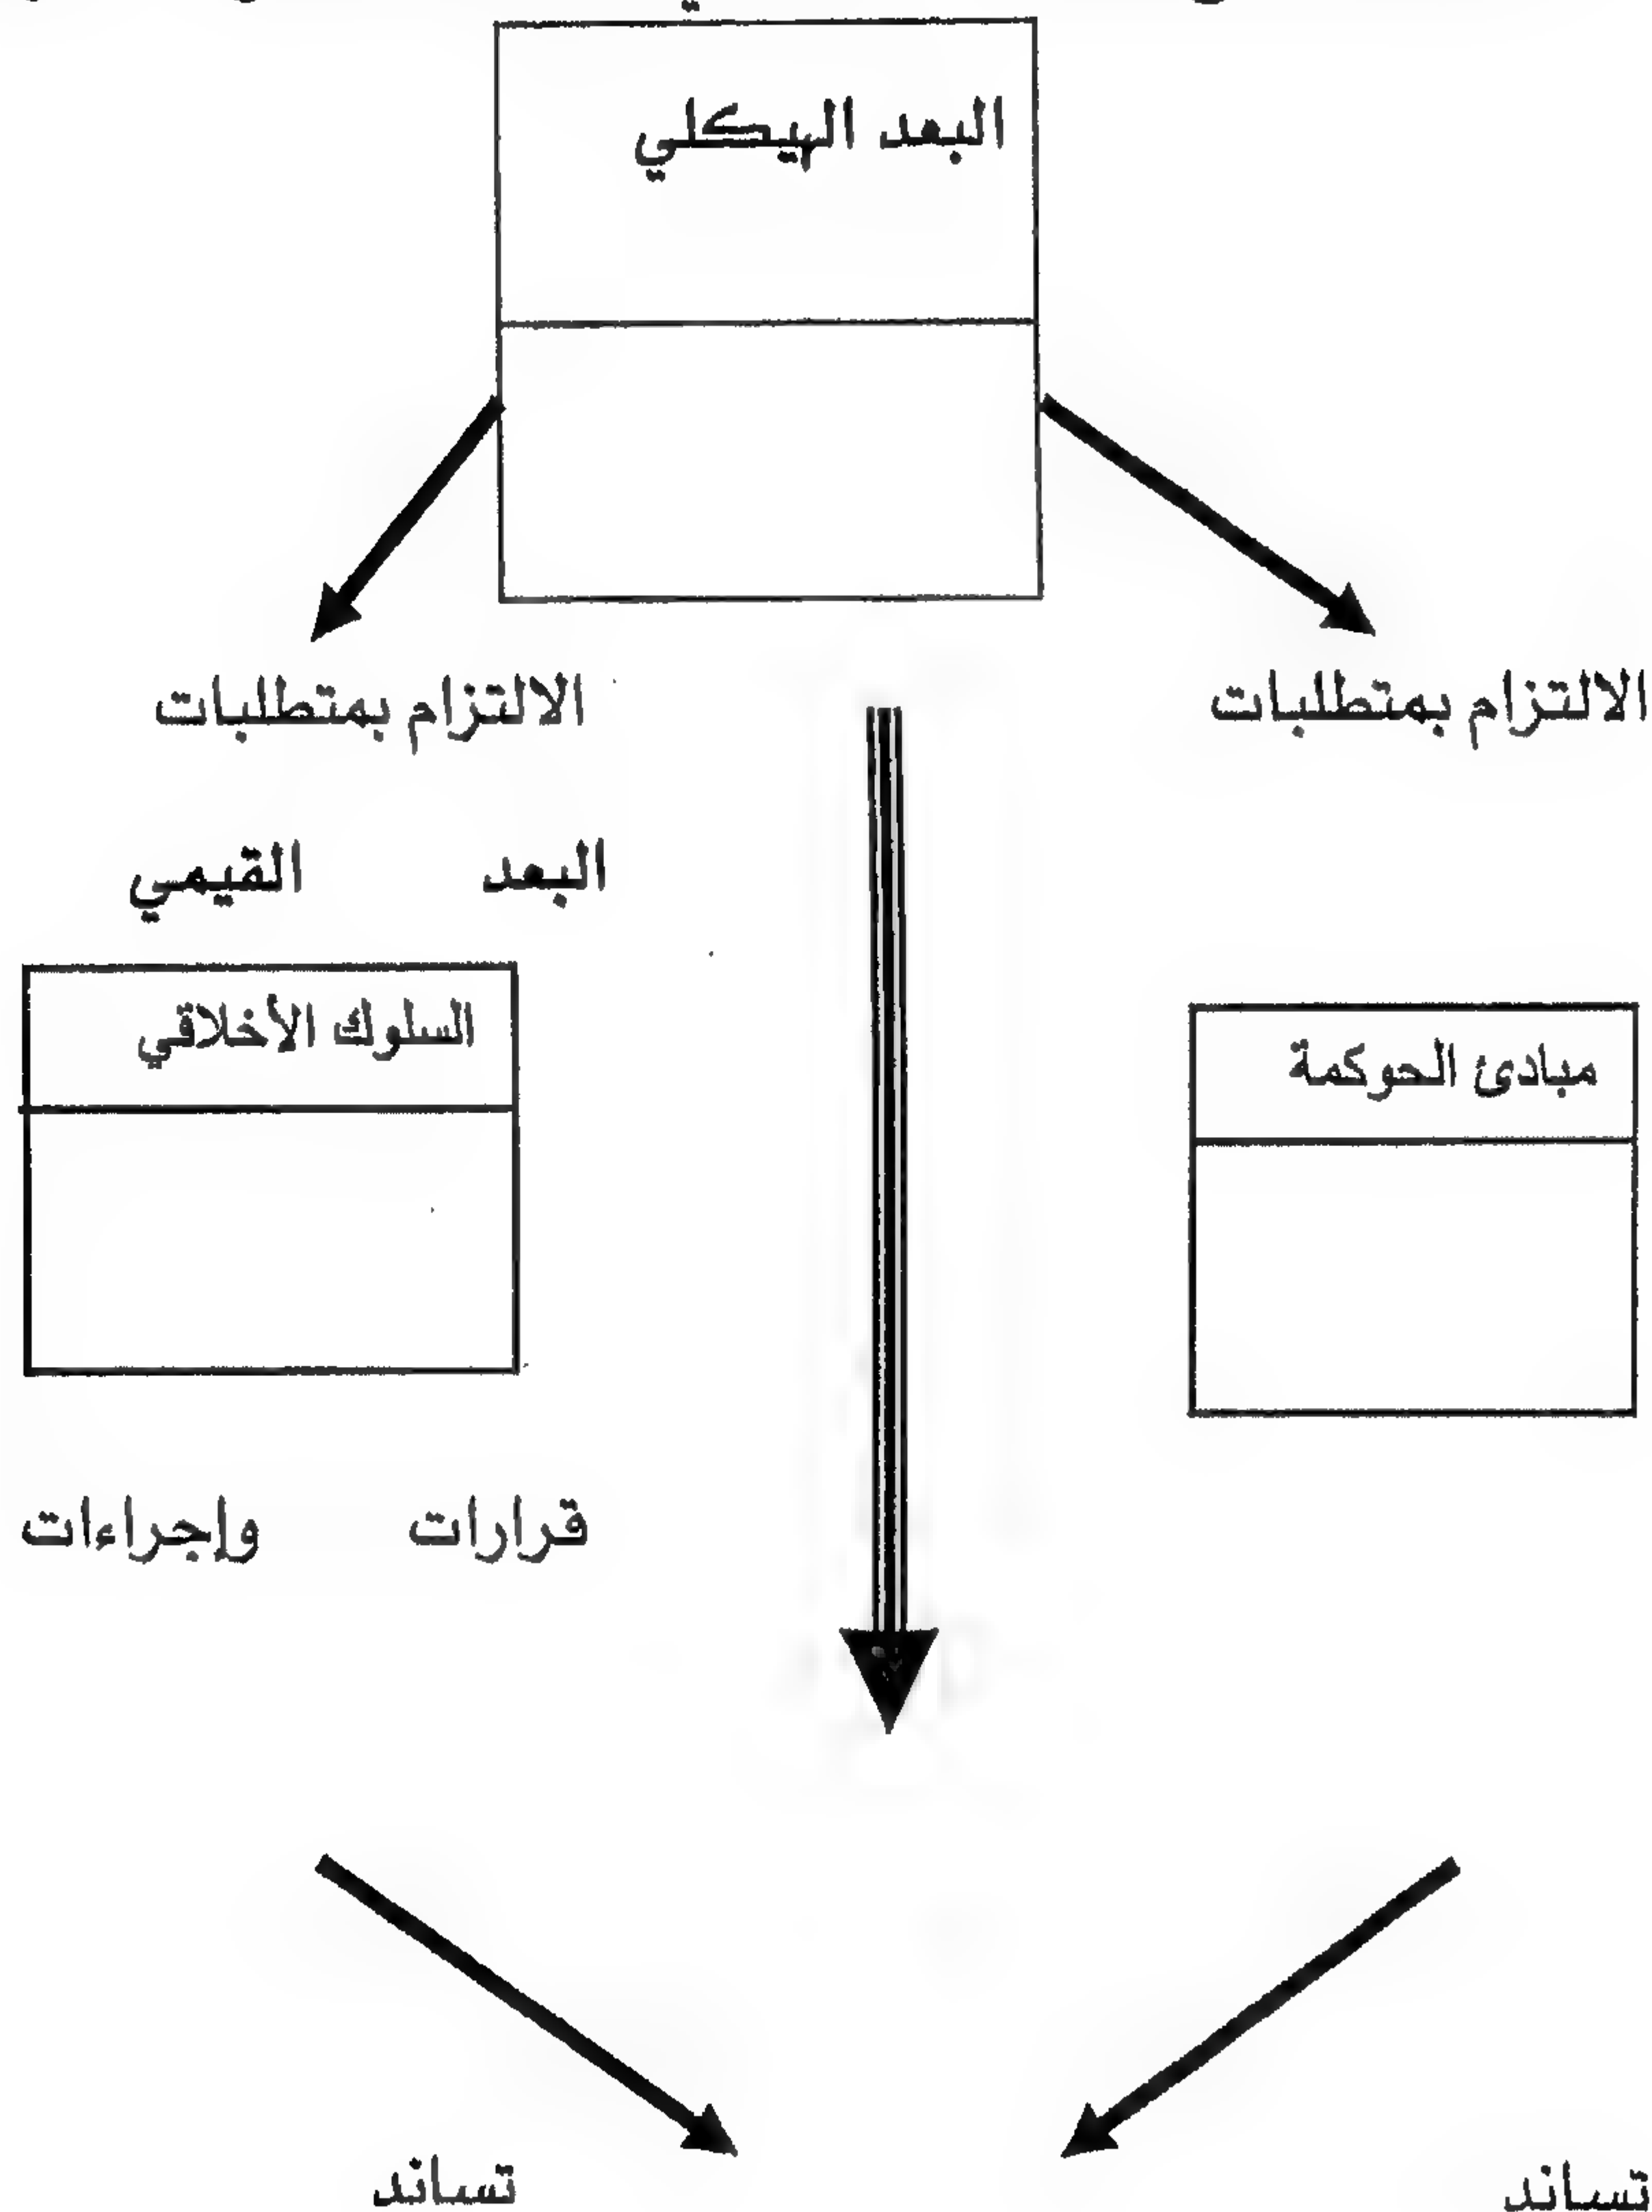 البعد الهيكلي
الالتزام بمتطلبات
الالتزام بمتطلبات
البعد القيمي
السلوك الأخلاقي
مبادئ الحوكمة
قرارات وإجراءات
تساند
تساند